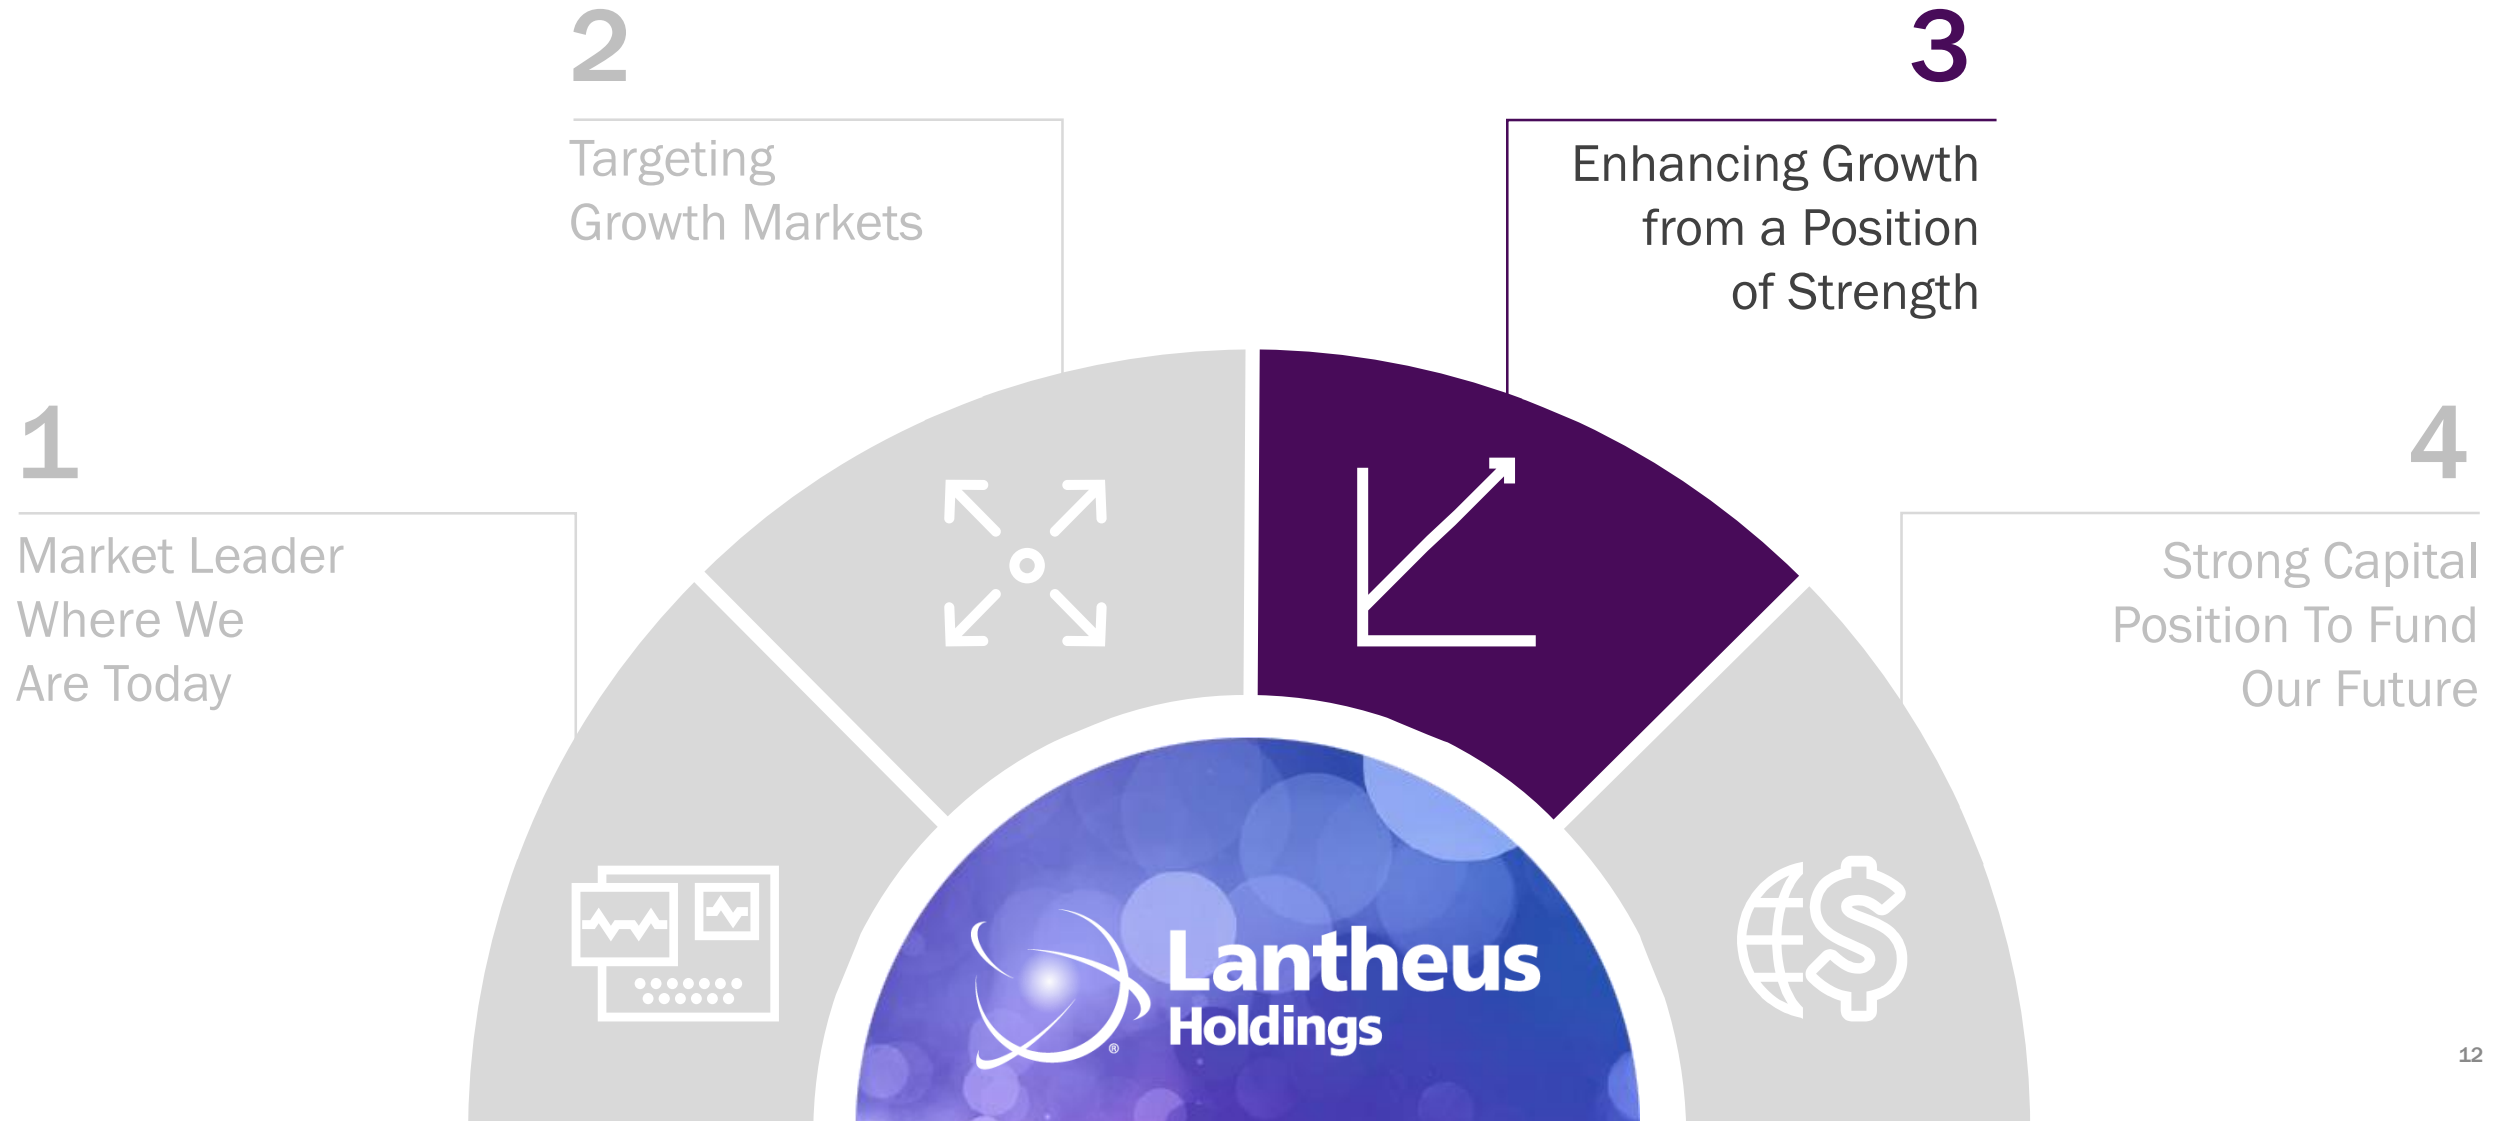 1
Market Leader
Where We
Are Today
2
Targeting
Growth Markets
3
Enhancing Growth
from a Position
of Strength
4
Strong Capital
Position To Fund
Our Future
Lantheus
Holdings
®
12